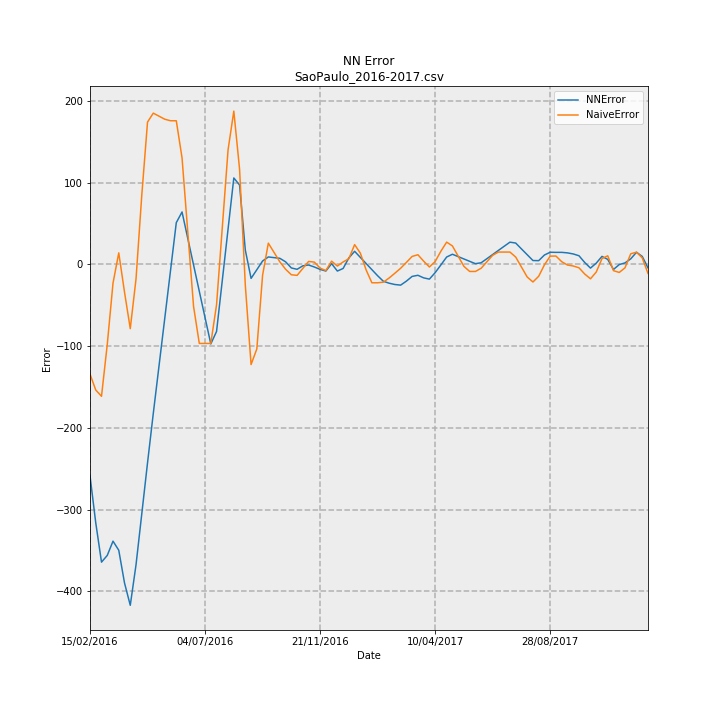 NN Error
SaoPaulo_2016-2017.csv
NNError
NaiveError
200
100
0
−100
−200
−300
−400
Error
15/02/2016
04/07/2016
21/11/2016
10/04/2017
28/08/2017
Date